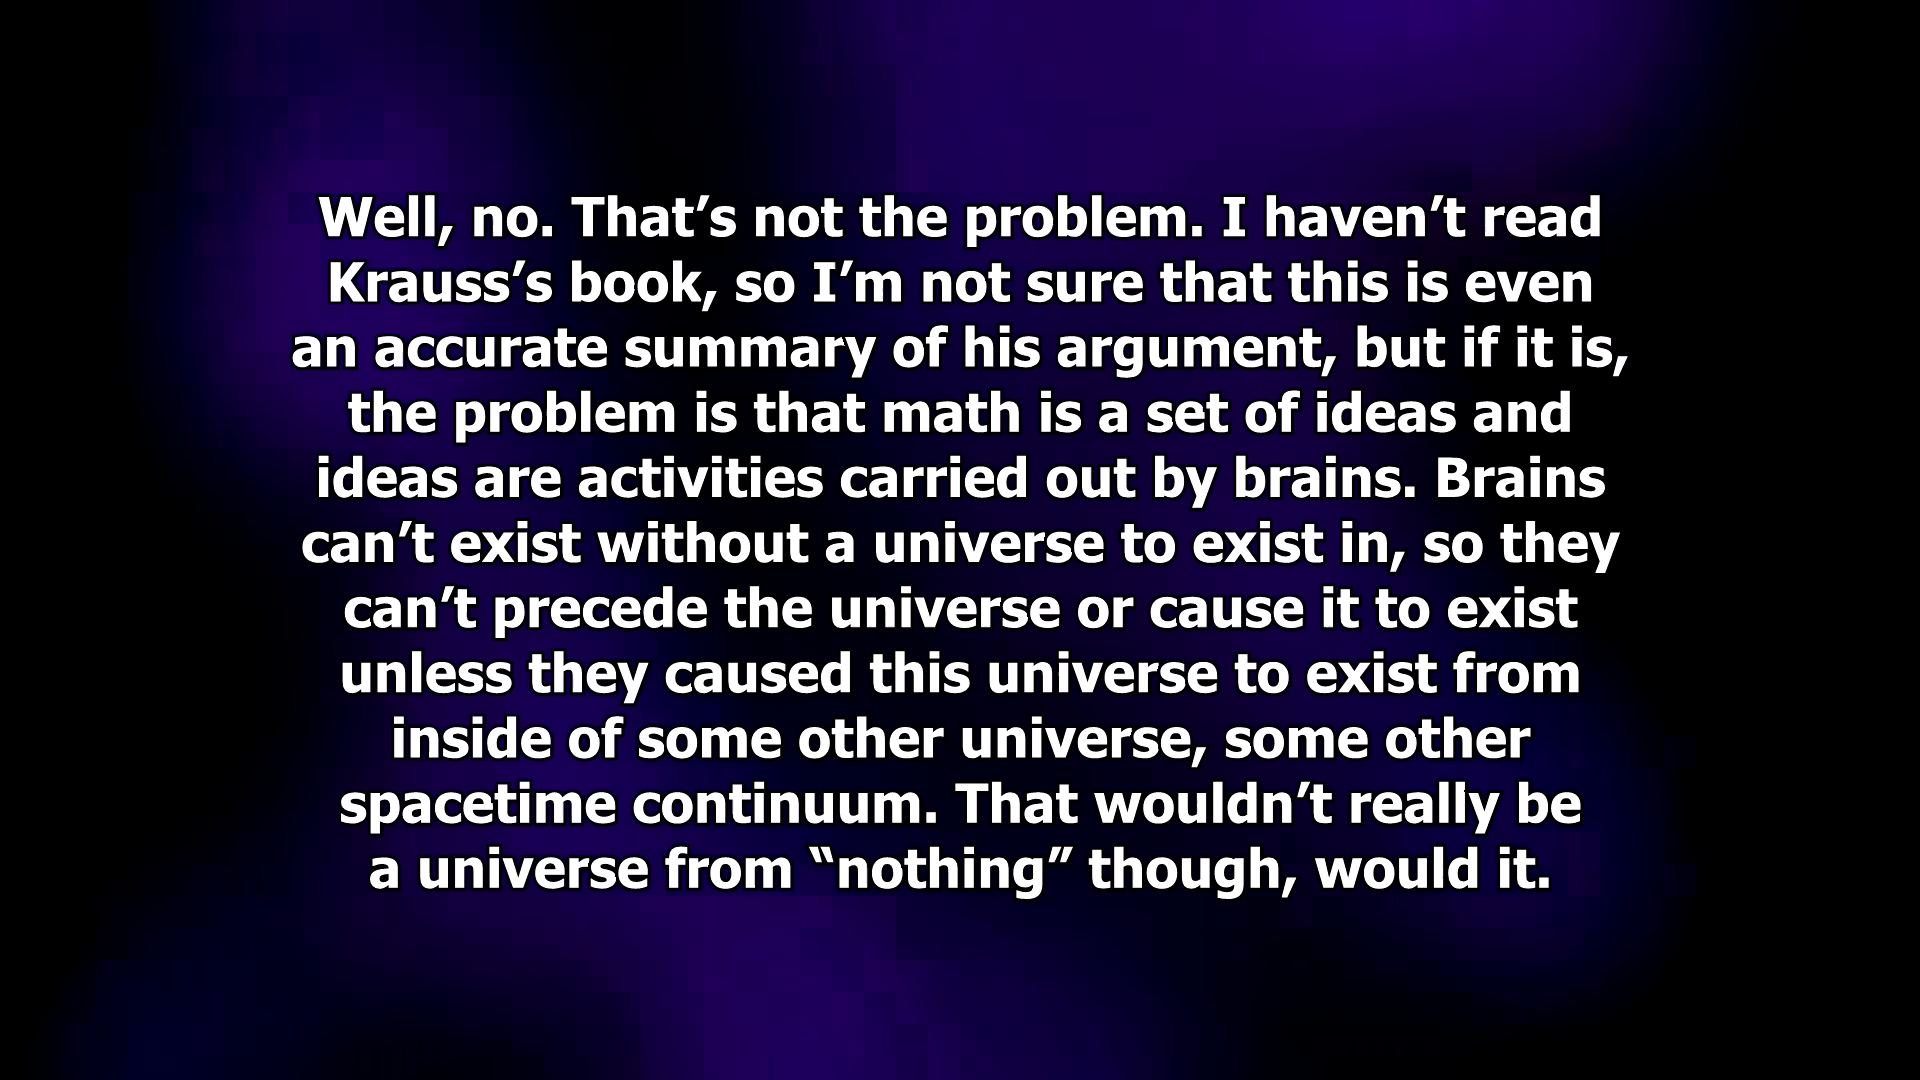 Well, no. That’s not the problem. I haven’t read
Krauss’s book, so I’m not sure that this is even
an accurate summary of his argument, but if it is,
the problem is that math is a set of ideas and
ideas are activities carried out by brains. Brains
can’t exist without a universe to exist in, so they
can’t precede the universe or cause it to exist
unless they caused this universe to exist from
inside of some other universe, some other
spacetime continuum. That wouldn’t really be
a universe from “nothing” though, would it.